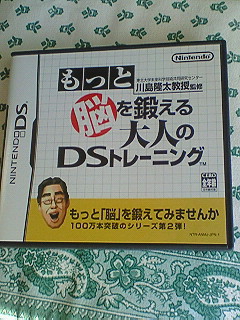 Nintendo
東北大学未来科学技術共同研究センター
川島隆太教授監修
もっと
脳を鍛える
大人の
DSトレーニング™
NINTENDO DS
CERO
もっと「脳」を鍛えてみませんか
100万本突破のシリーズ第2弾!